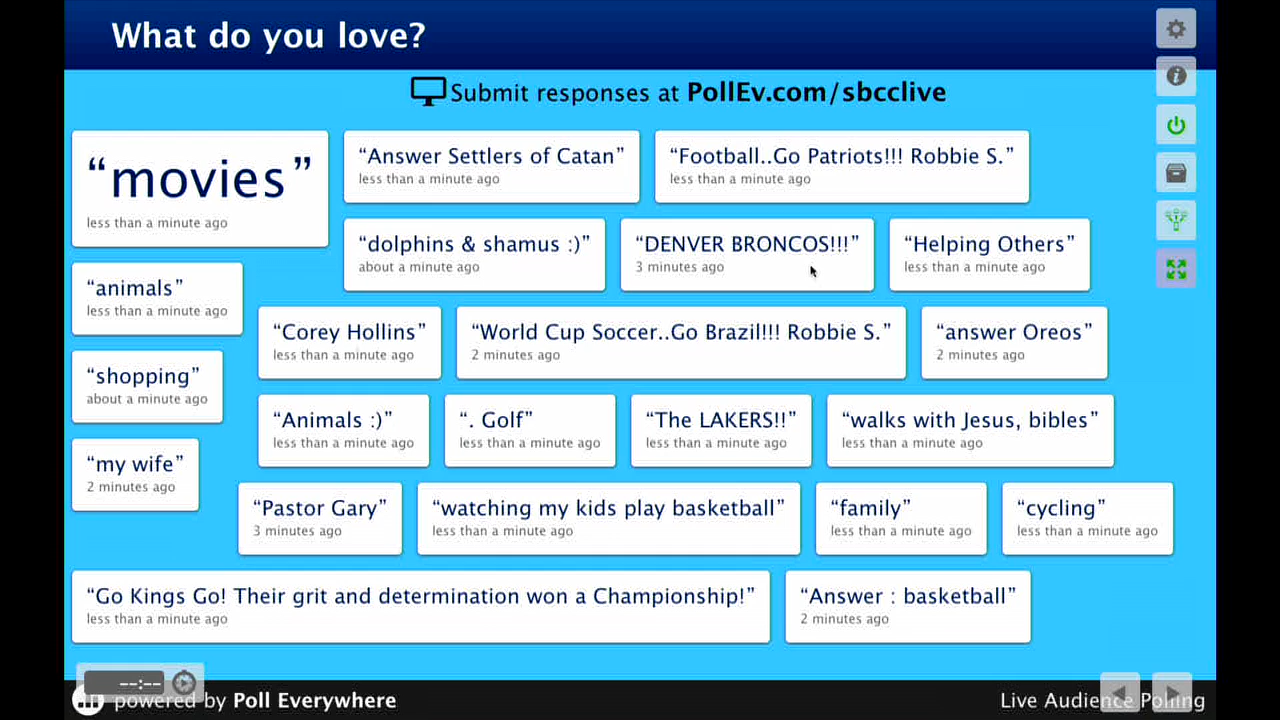 What do you love?
Submit responses at PollEv.com/sbcclive
“movies”
less than a minute ago
“Answer Settlers of Catan”
less than a minute ago
“Football..Go Patriots!!! Robbie S.”
less than a minute ago
“dolphins & shamus :)”
about a minute ago
“DENVER BRONCOS!!!”
3 minutes ago
“Helping Others”
less than a minute ago
“animals”
less than a minute ago
“Corey Hollins”
less than a minute ago
“World Cup Soccer..Go Brazil!!! Robbie S.”
2 minutes ago
“answer Oreos”
2 minutes ago
“shopping”
about a minute ago
“Animals :)”
less than a minute ago
“. Golf”
less than a minute ago
“The LAKERS!!”
less than a minute ago
“walks with Jesus, bibles”
less than a minute ago
“my wife”
2 minutes ago
“Pastor Gary”
3 minutes ago
“watching my kids play basketball”
less than a minute ago
“family”
less than a minute ago
“cycling”
less than a minute ago
“Go Kings Go! Their grit and determination won a Championship!”
less than a minute ago
“Answer : basketball”
2 minutes ago
--:--
powered by Poll Everywhere
Live Audience Polling